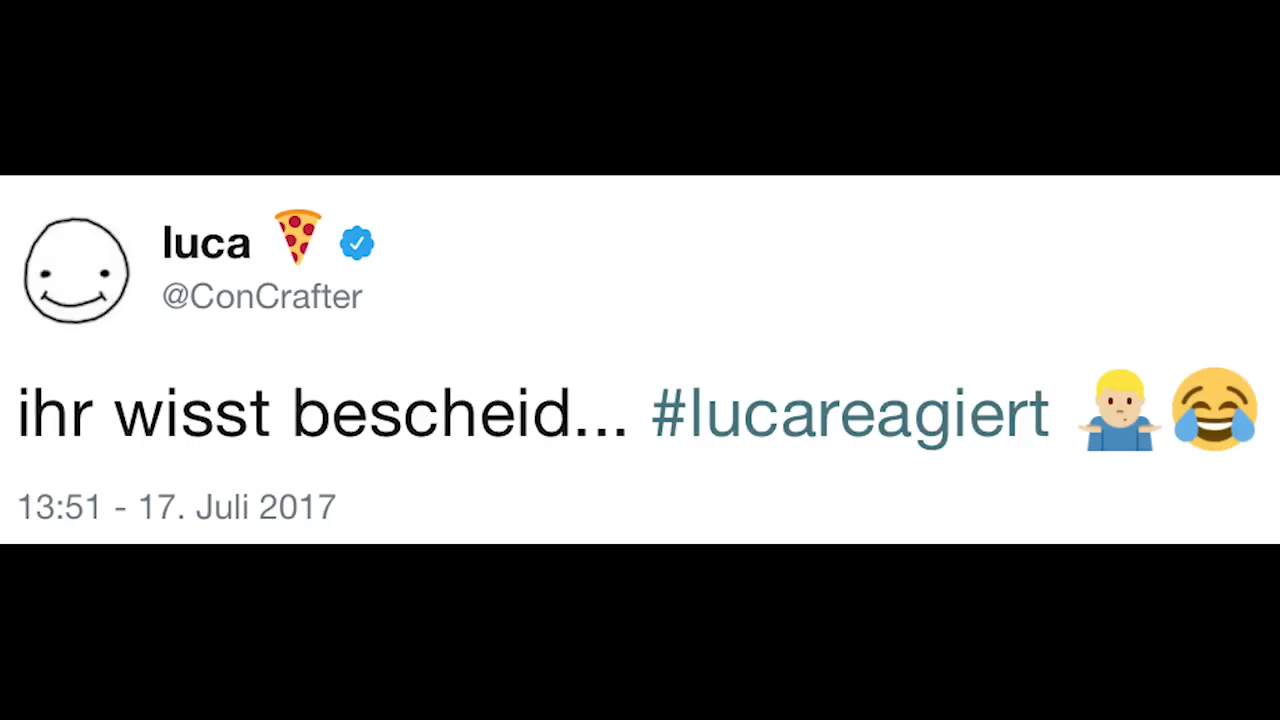 luca 🍕
@ConCrafter
ihr wisst bescheid... #lucareagiert 🤷🏼‍♂️😂
13:51 - 17. Juli 2017